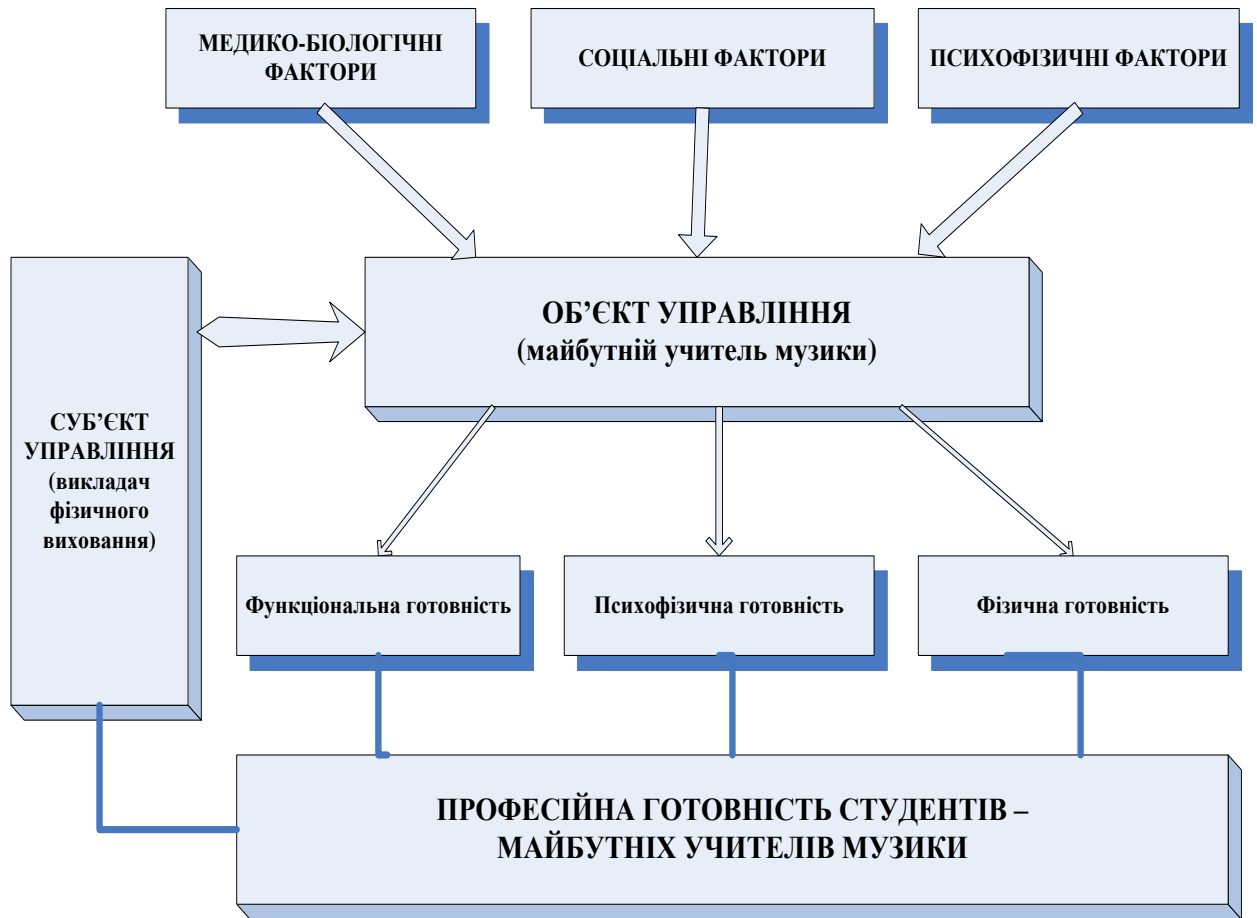 МЕДИКО-БІОЛОГІЧНІ
ФАКТОРИ
СОЦІАЛЬНІ ФАКТОРИ
ПСИХОФІЗИЧНІ ФАКТОРИ
ОБ’ЄКТ УПРАВЛІННЯ
(майбутній учитель музики)
СУБ’ЄКТ
УПРАВЛІННЯ
(викладач
фізичного
виховання)
Функціональна готовність
Психофізична готовність
Фізична готовність
ПРОФЕСІЙНА ГОТОВНІСТЬ СТУДЕНТІВ –
МАЙБУТНІХ УЧИТЕЛІВ МУЗИКИ